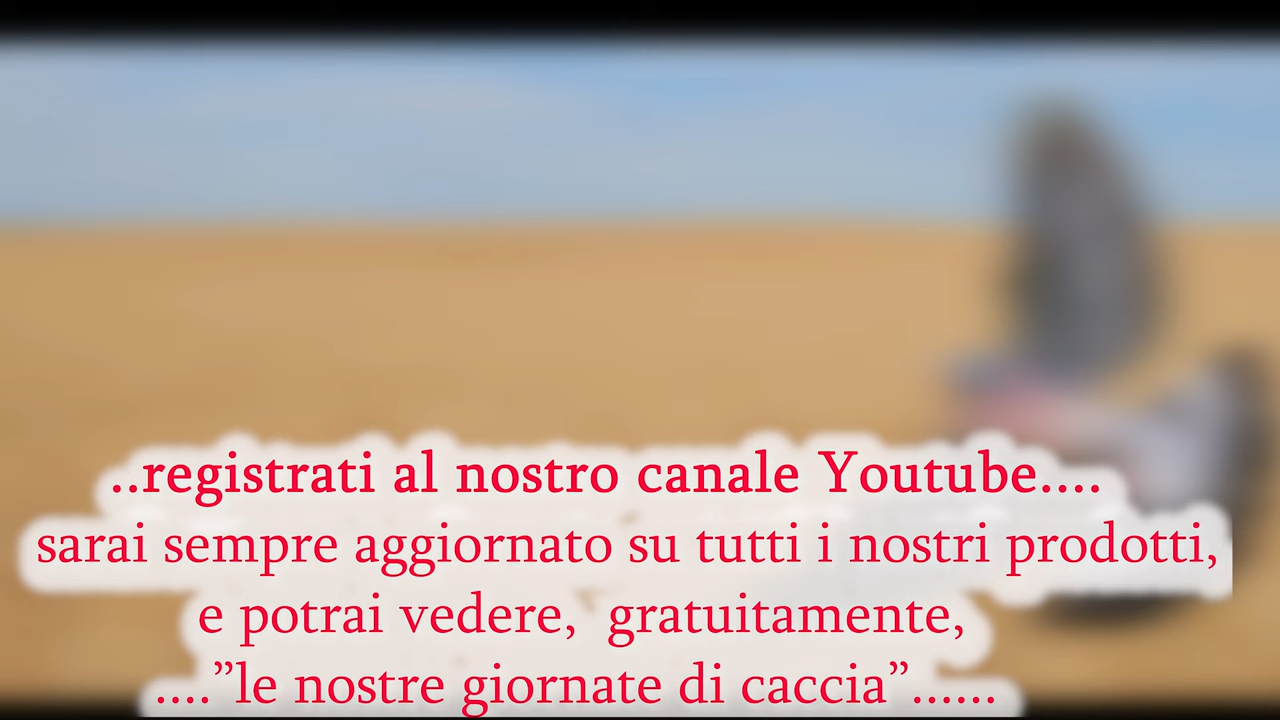 ..registrati al nostro canale Youtube....
sarai sempre aggiornato su tutti i nostri prodotti,
e potrai vedere,  gratuitamente,
....”le nostre giornate di caccia”......